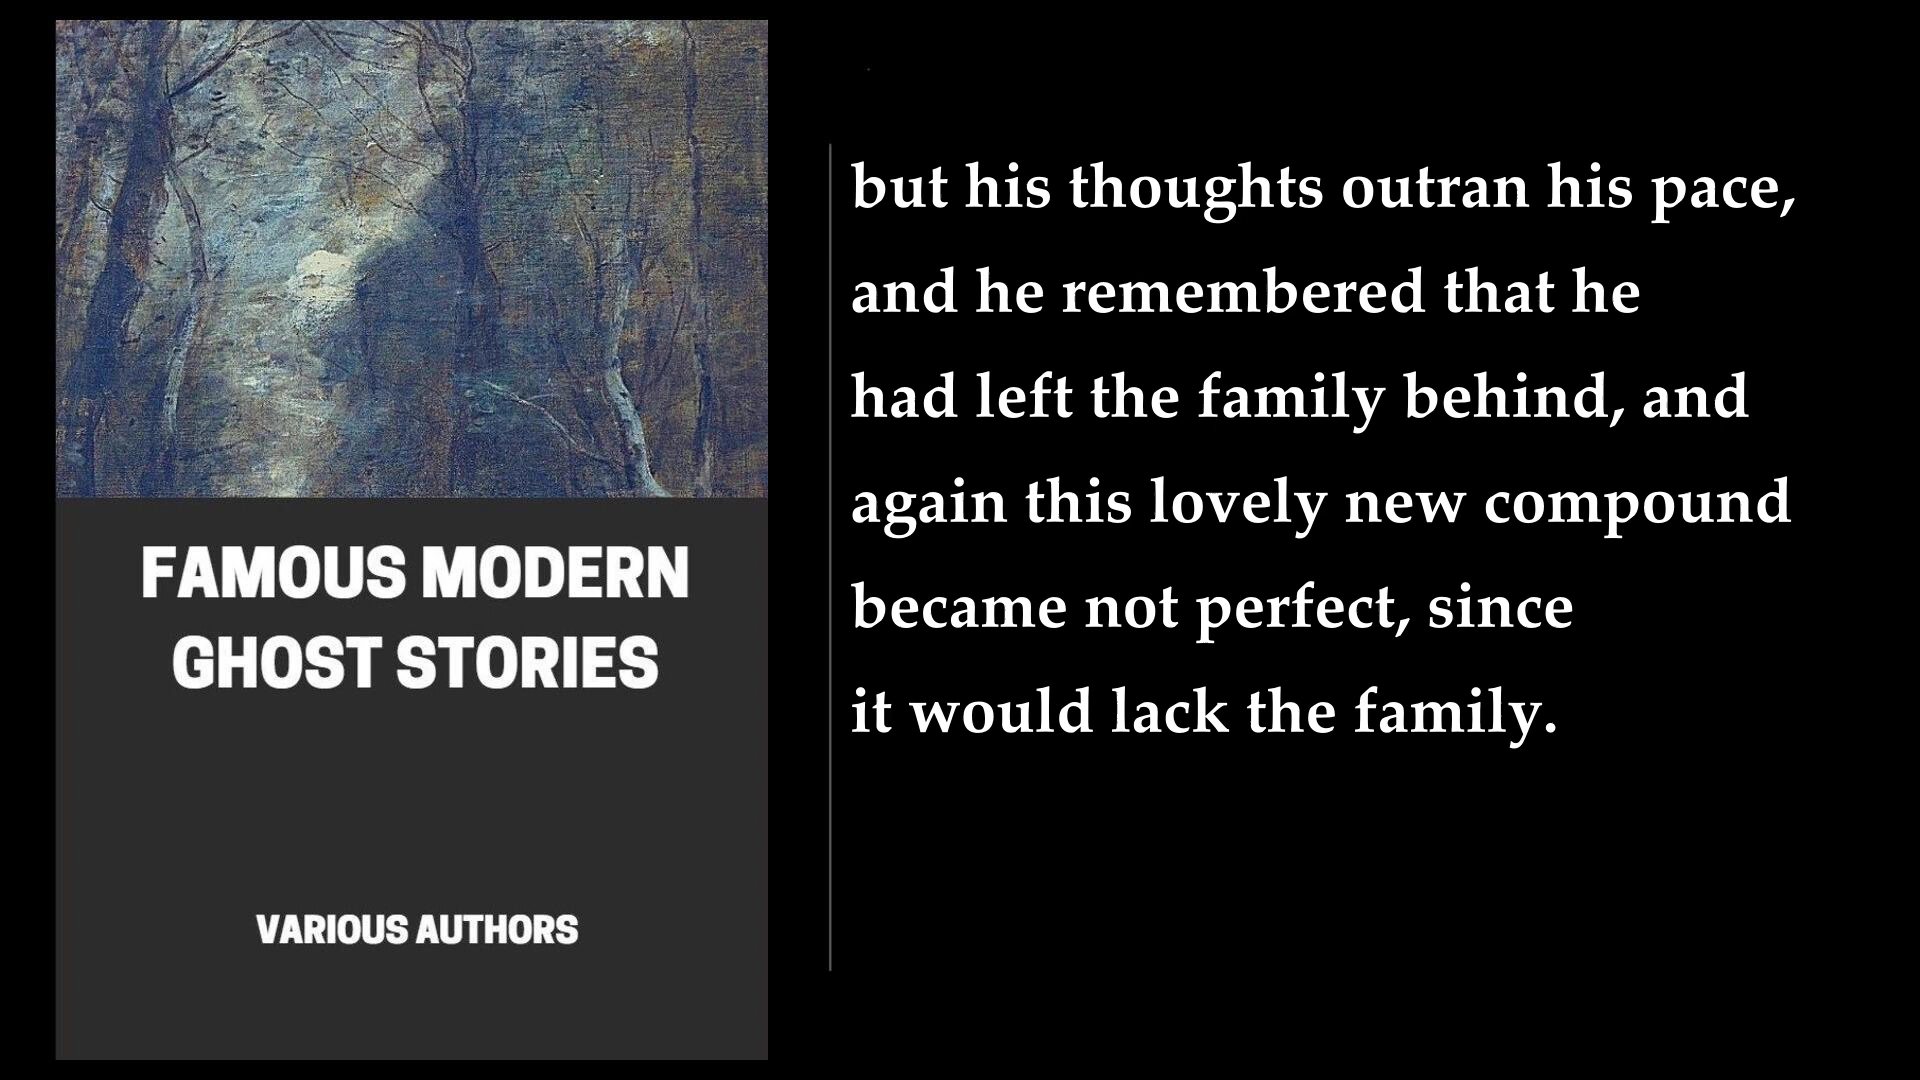 FAMOUS MODERN
GHOST STORIES
VARIOUS AUTHORS
but his thoughts outran his pace,
and he remembered that he
had left the family behind, and
again this lovely new compound
became not perfect, since
it would lack the family.